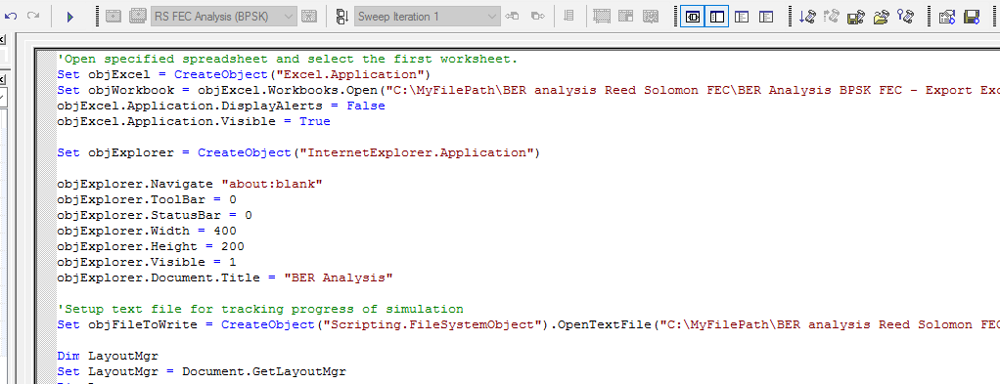 RS FEC Analysis (BPSK)
Sweep Iteration 1
'Open specified spreadsheet and select the first worksheet.
Set objExcel = CreateObject("Excel.Application")
Set objWorkbook = objExcel.Workbooks.Open("C:\MyFilePath\BER analysis Reed Solomon FEC\BER Analysis BPSK FEC - Export Exc
objExcel.Application.DisplayAlerts = False
objExcel.Application.Visible = True
Set objExplorer = CreateObject("InternetExplorer.Application")
objExplorer.Navigate "about:blank"
objExplorer.ToolBar = 0
objExplorer.StatusBar = 0
objExplorer.Width = 400
objExplorer.Height = 200
objExplorer.Visible = 1
objExplorer.Document.Title = "BER Analysis"
'Setup text file for tracking progress of simulation
Set objFileToWrite = CreateObject("Scripting.FileSystemObject").OpenTextFile("C:\MyFilePath\BER analysis Reed Solomon FEC
Dim LayoutMgr
Set LayoutMgr = Document.GetLayoutMgr